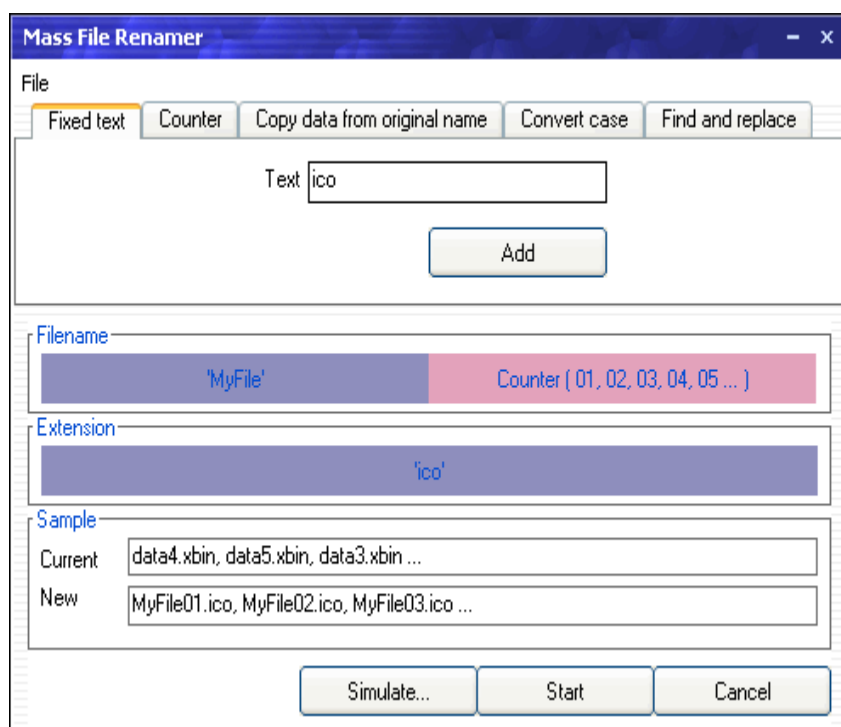 Mass File Renamer
File
Fixed text Counter Copy data from original name Convert case Find and replace
Text ico
Add
Filename
'MyFile' Counter ( 01, 02, 03, 04, 05 ... )
Extension
'ico'
Sample
Current data4.xbin, data5.xbin, data3.xbin ...
New MyFile01.ico, MyFile02.ico, MyFile03.ico ...
Simulate... Start Cancel